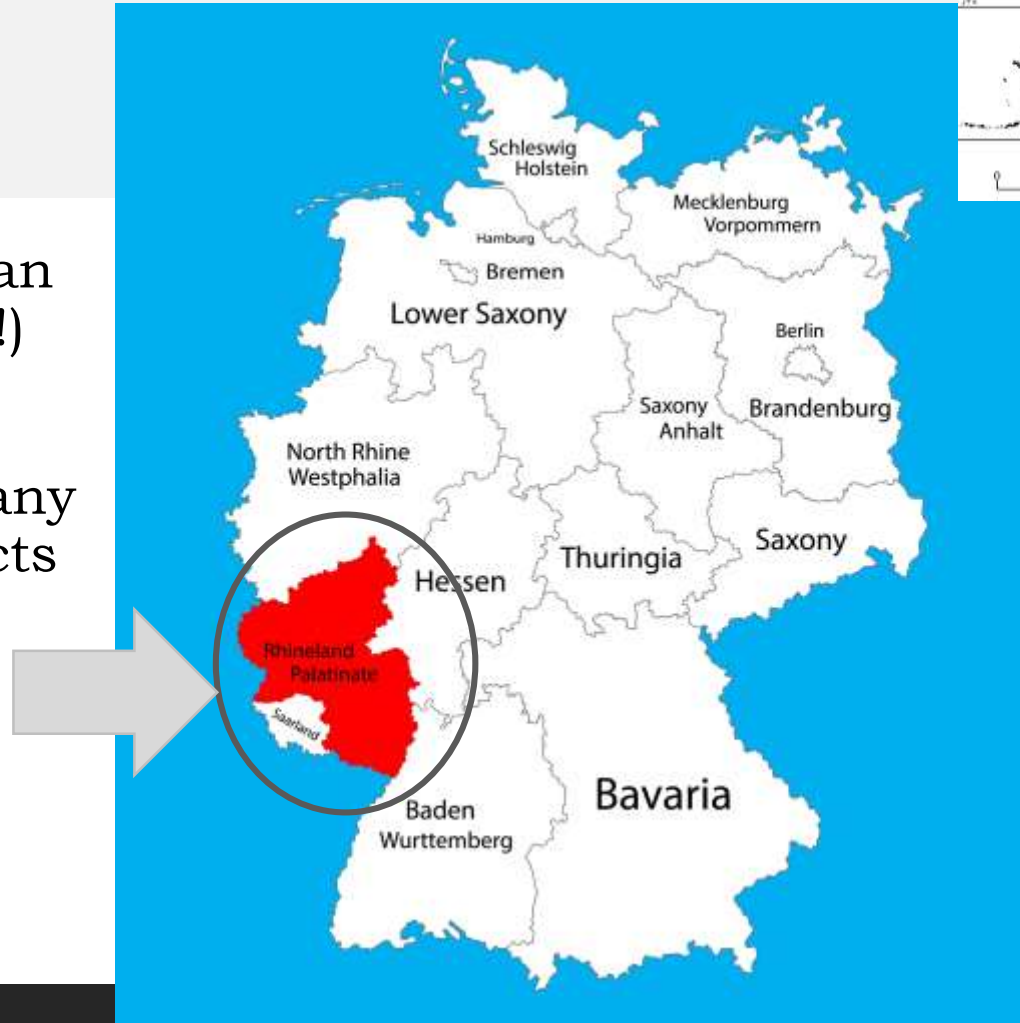 an
!)
any
cts
Schleswig
Holstein
Mecklenburg
Vorpommern
Hamburg
Bremen
Lower Saxony
Berlin
Saxony
Anhalt
Brandenburg
North Rhine
Westphalia
Saxony
Thuringia
Hessen
Rhineland
Palatinate
Saarland
Bavaria
Baden
Wurttemberg
0